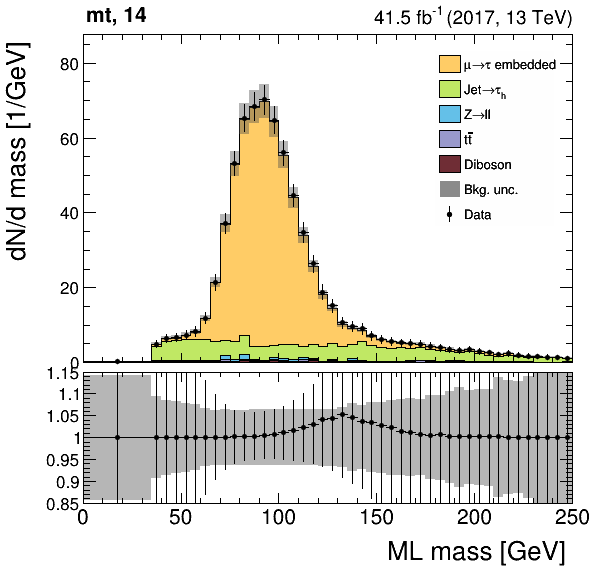 mt, 14
41.5 fb⁻¹ (2017, 13 TeV)
dN/d mass [1/GeV]
80
60
40
20
0
μ→τ embedded
Jet→τₕ
Z→ll
tt̄
Diboson
Bkg. unc.
Data
1.15
1.1
1.05
1
0.95
0.9
0.85
0 50 100 150 200 250
ML mass [GeV]